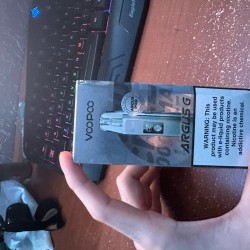 VOOPOO
ARGUS G
WARNING: This
product may be used
with e-liquid products
containing nicotine.
Nicotine is an
addictive chemical.